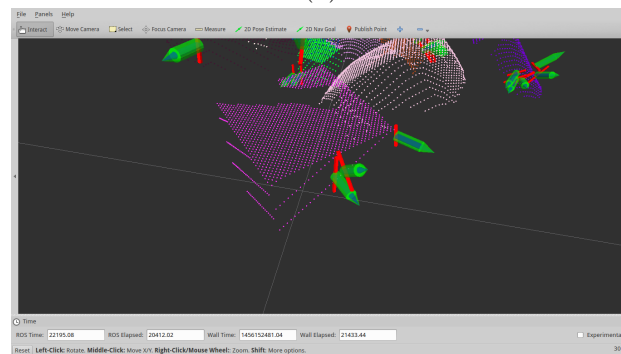 File Panels Help
Interact Move Camera Select Focus Camera Measure 2D Pose Estimate 2D Nav Goal Publish Point
Time
ROS Time: 22195.08 ROS Elapsed: 20412.02 Wall Time: 1456152481.04 Wall Elapsed: 21433.44 Experimenta
Reset Left-Click: Rotate. Middle-Click: Move X/Y. Right-Click/Mouse Wheel: Zoom. Shift: More options. 30